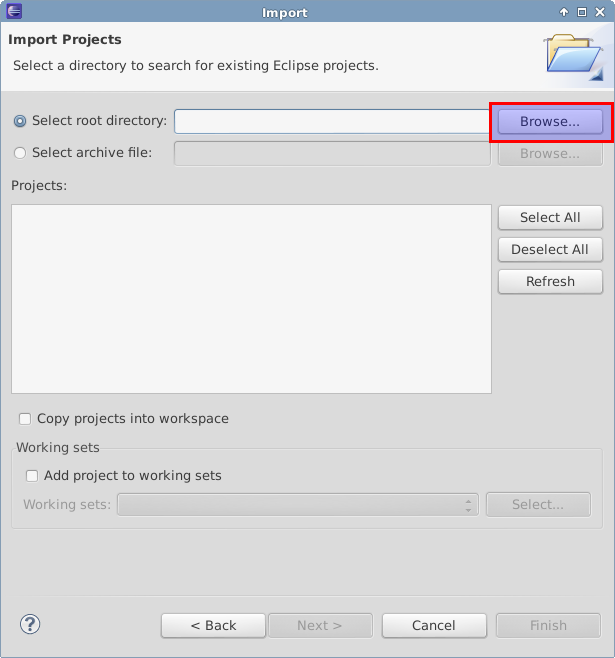 Import
Import Projects
Select a directory to search for existing Eclipse projects.
Select root directory: Browse...
Select archive file: Browse...
Projects:
Select All
Deselect All
Refresh
Copy projects into workspace
Working sets
Add project to working sets
Working sets: Select...
? < Back Next > Cancel Finish